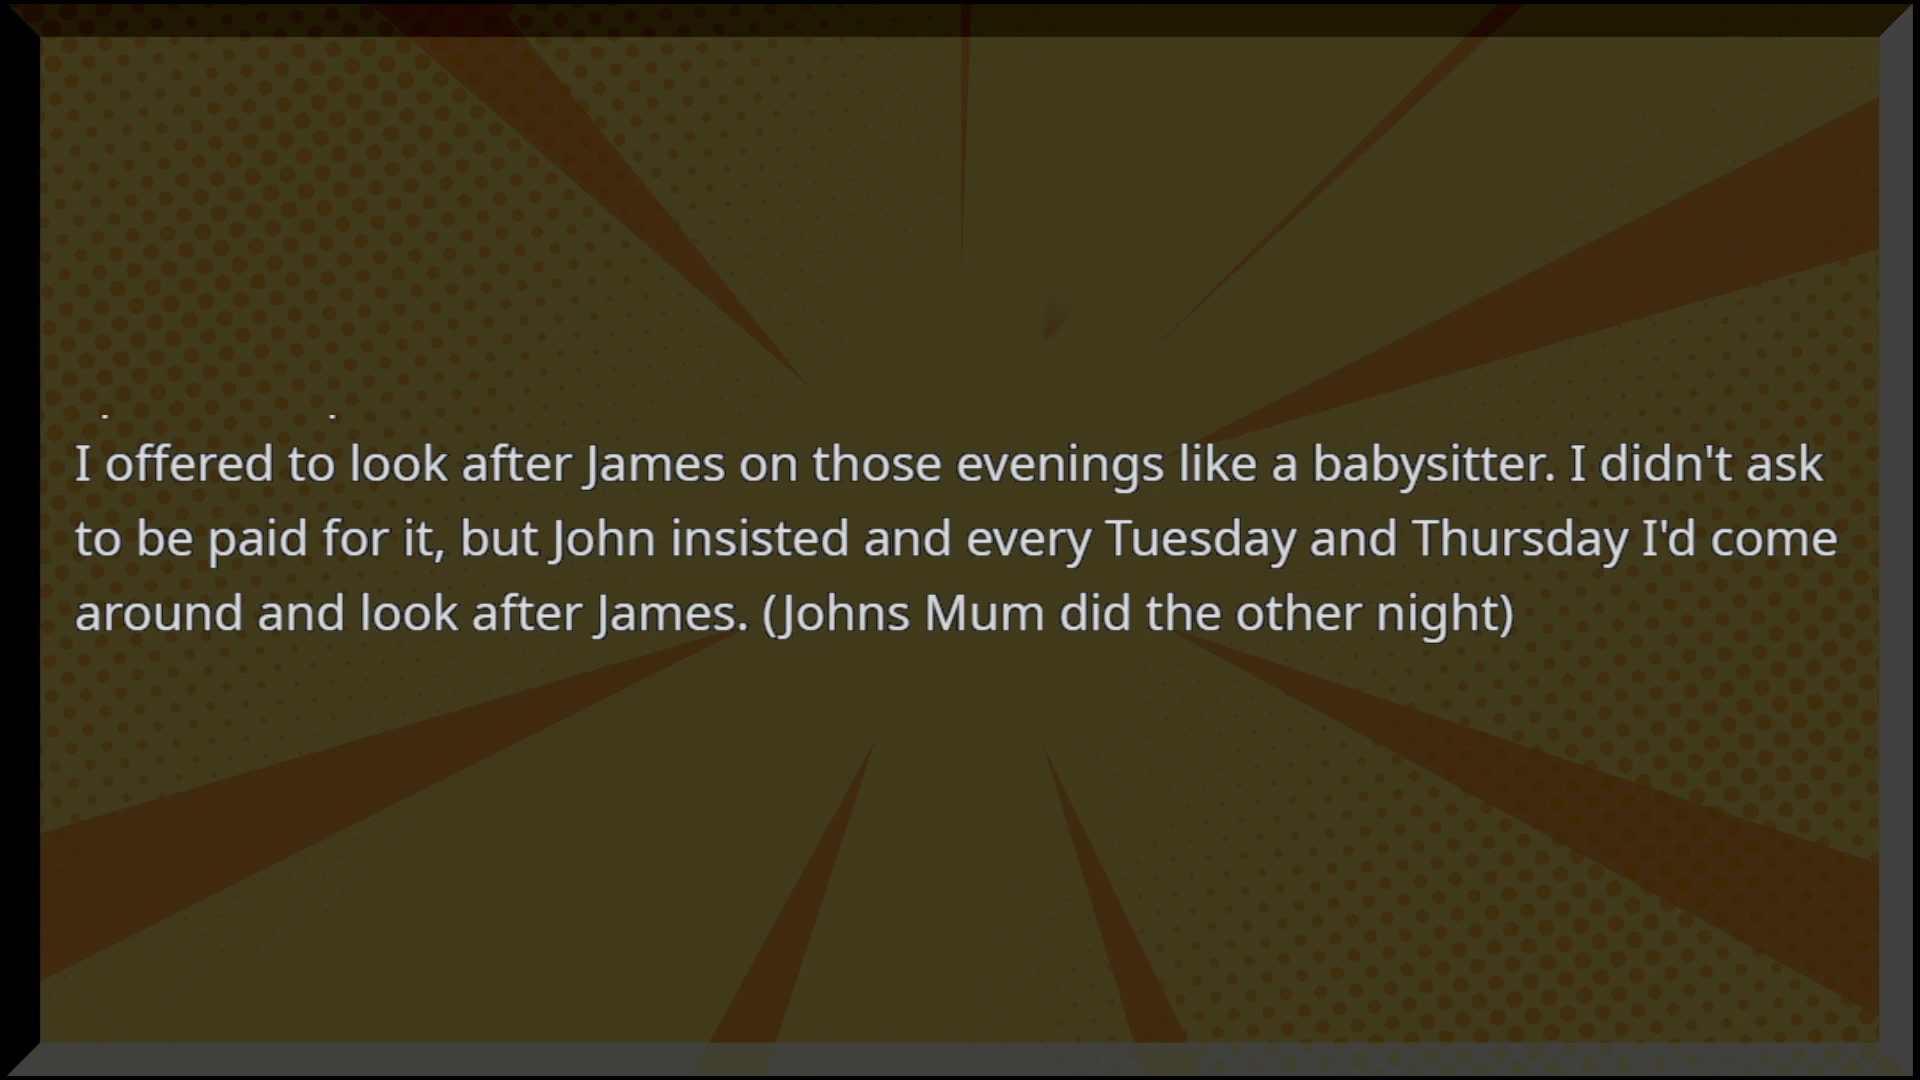 I offered to look after James on those evenings like a babysitter. I didn't ask
to be paid for it, but John insisted and every Tuesday and Thursday I'd come
around and look after James. (Johns Mum did the other night)